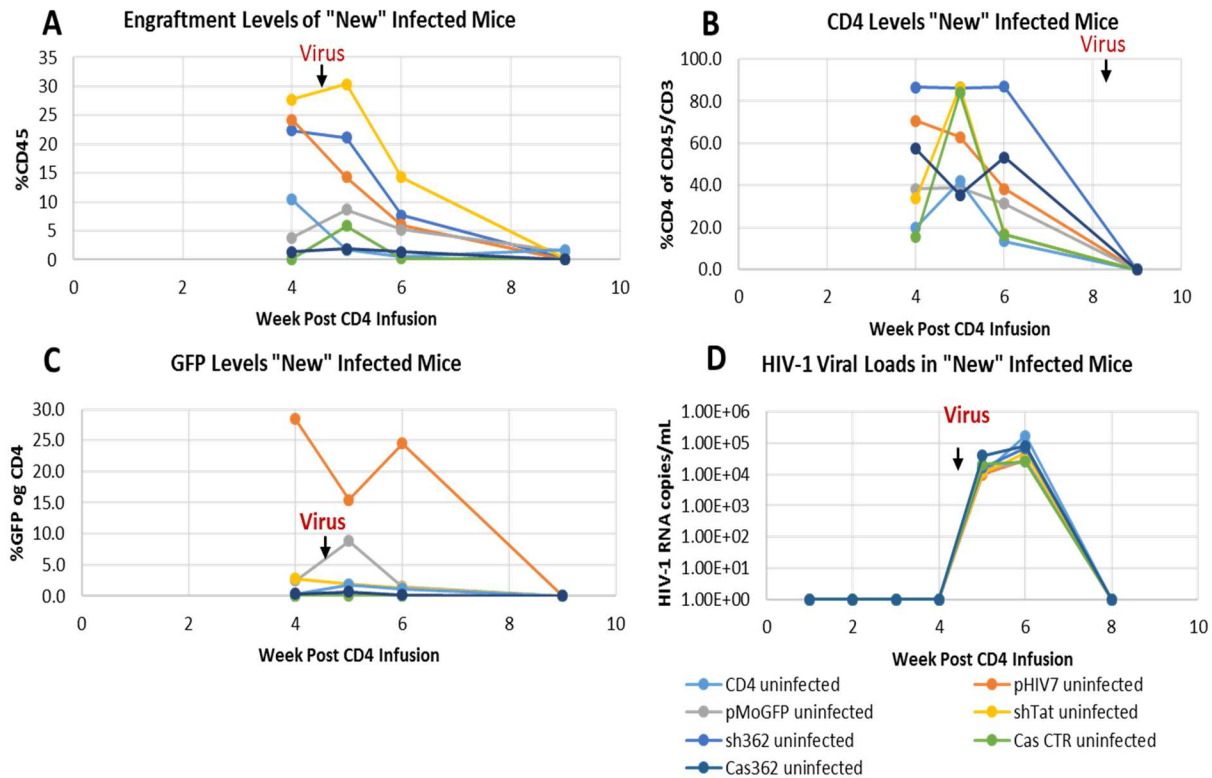 A
Engraftment Levels of "New" Infected Mice
Virus
35
30
25
20
15
10
5
0
%CD45
0 2 4 6 8 10
Week Post CD4 Infusion
B
CD4 Levels "New" Infected Mice
Virus
100.0
80.0
60.0
40.0
20.0
0.0
%CD4 of CD45/CD3
0 2 4 6 8 10
Week Post CD4 Infusion
C
GFP Levels "New" Infected Mice
30.0
25.0
20.0
15.0
10.0
5.0
0.0
%GFP og CD4
Virus
0 2 4 6 8 10
Week Post CD4 Infusion
D
HIV-1 Viral Loads in "New" Infected Mice
Virus
1.00E+06
1.00E+05
1.00E+04
1.00E+03
1.00E+02
1.00E+01
1.00E+00
HIV-1 RNA copies/mL
0 2 4 6 8 10
Week Post CD4 Infusion
CD4 uninfected pHIV7 uninfected
pMoGFP uninfected shTat uninfected
sh362 uninfected Cas CTR uninfected
Cas362 uninfected